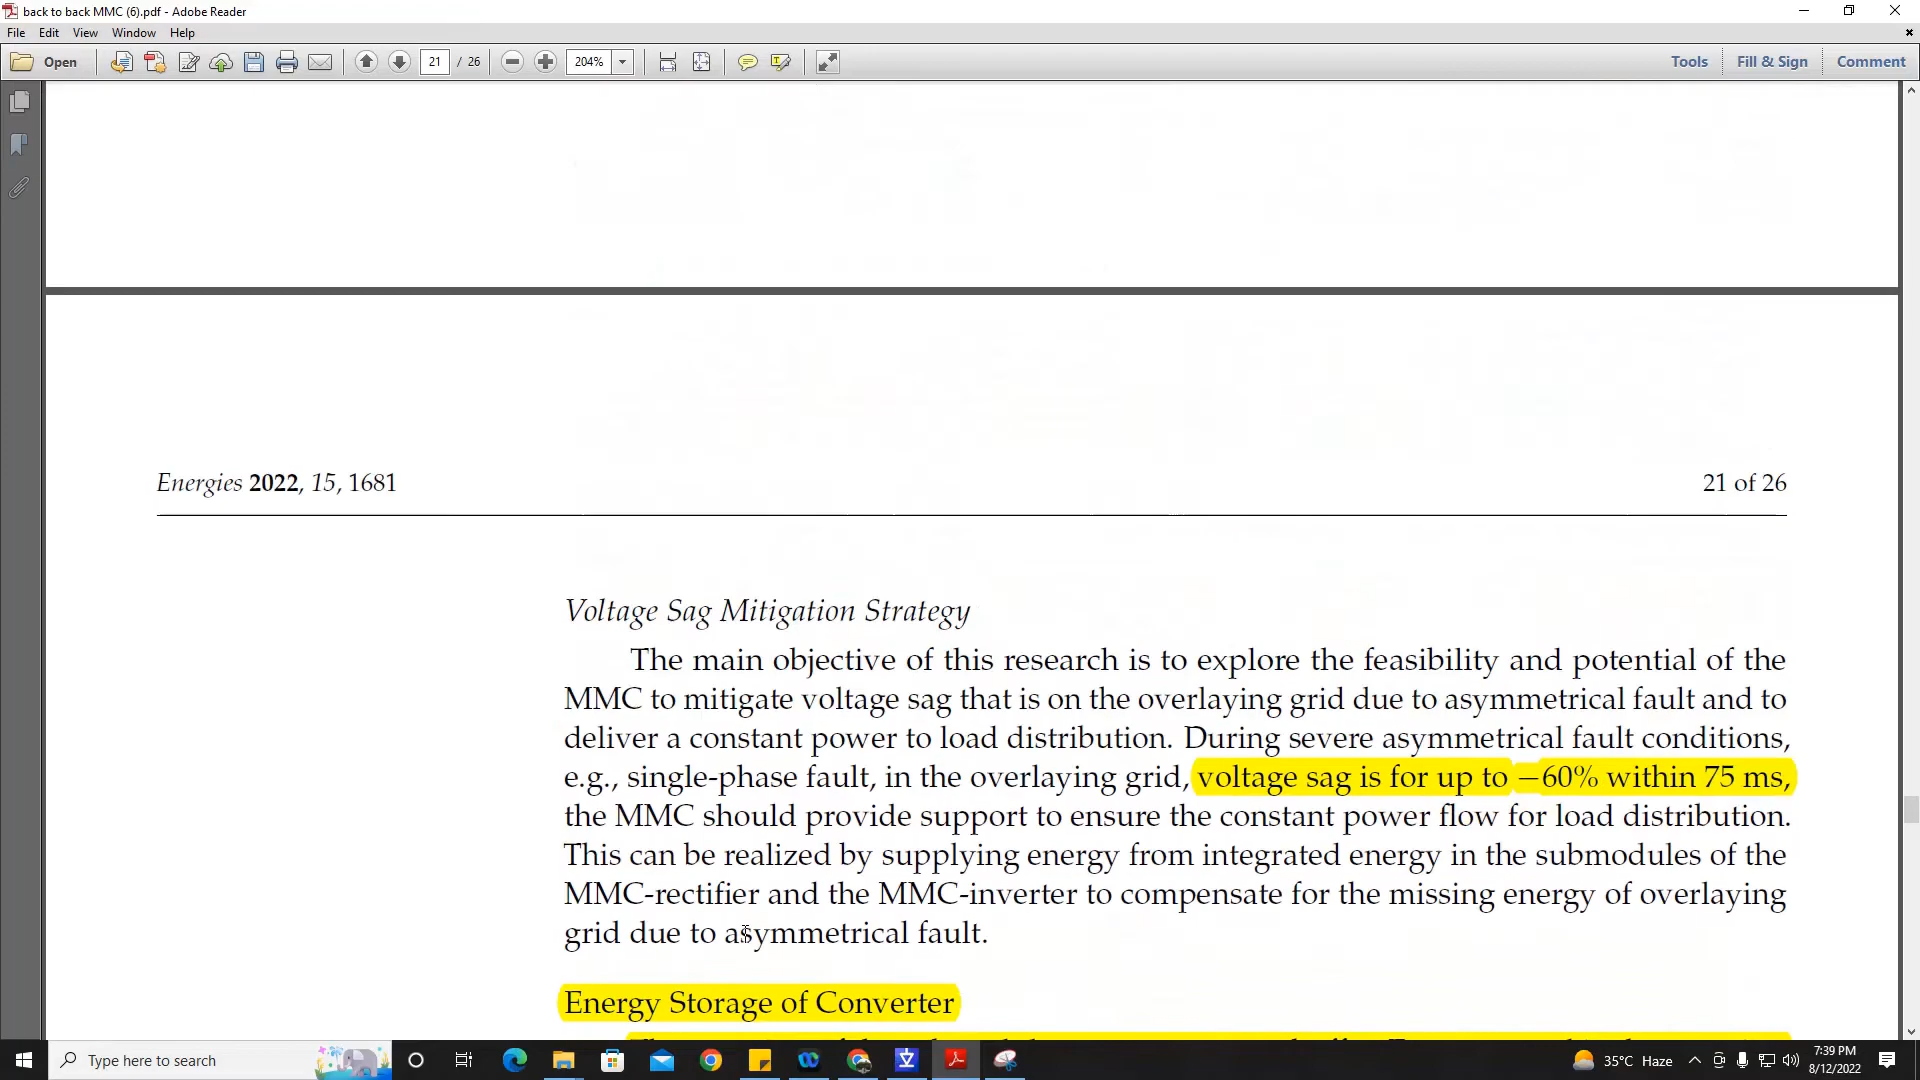 back to back MMC (6).pdf - Adobe Reader
File Edit View Window Help
Open 21 / 26 204% Tools Fill & Sign Comment
Energies 2022, 15, 1681 21 of 26
Voltage Sag Mitigation Strategy
The main objective of this research is to explore the feasibility and potential of the
MMC to mitigate voltage sag that is on the overlaying grid due to asymmetrical fault and to
deliver a constant power to load distribution. During severe asymmetrical fault conditions,
e.g., single-phase fault, in the overlaying grid, voltage sag is for up to −60% within 75 ms,
the MMC should provide support to ensure the constant power flow for load distribution.
This can be realized by supplying energy from integrated energy in the submodules of the
MMC-rectifier and the MMC-inverter to compensate for the missing energy of overlaying
grid due to asymmetrical fault.
Energy Storage of Converter
Type here to search
35°C Haze
7:39 PM
8/12/2022